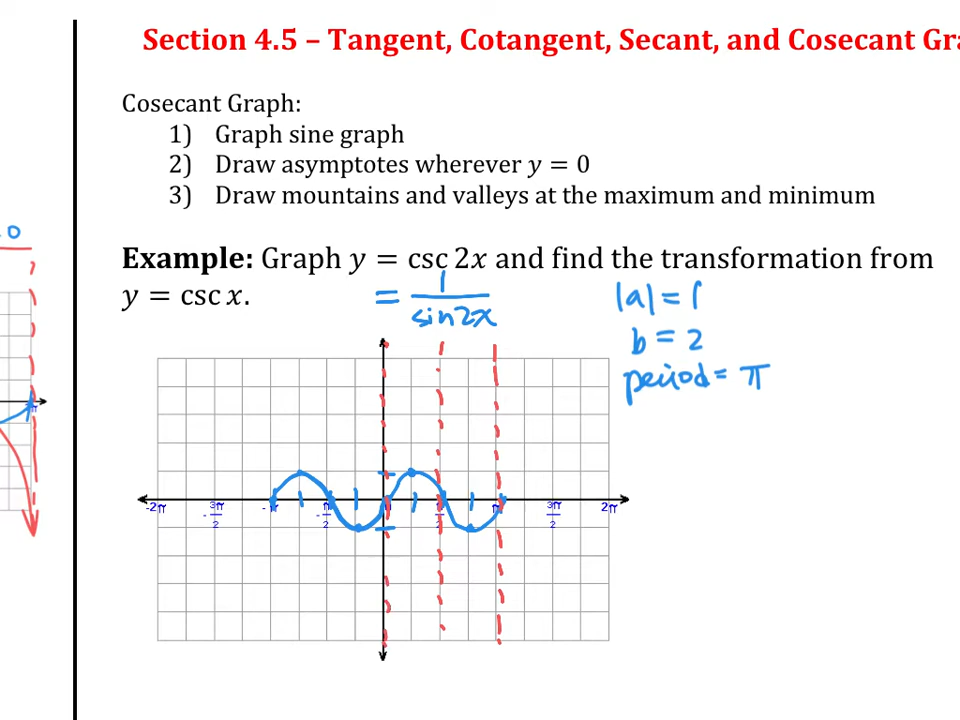 Section 4.5 – Tangent, Cotangent, Secant, and Cosecant Gra
Cosecant Graph:
1) Graph sine graph
2) Draw asymptotes wherever y = 0
3) Draw mountains and valleys at the maximum and minimum
Example: Graph y = csc 2x and find the transformation from
y = csc x.
= 1/sin2x
|a| = 1
b = 2
period = π
-2π -3π/2 -π -π/2 π/2 π 3π/2 2π
0
π